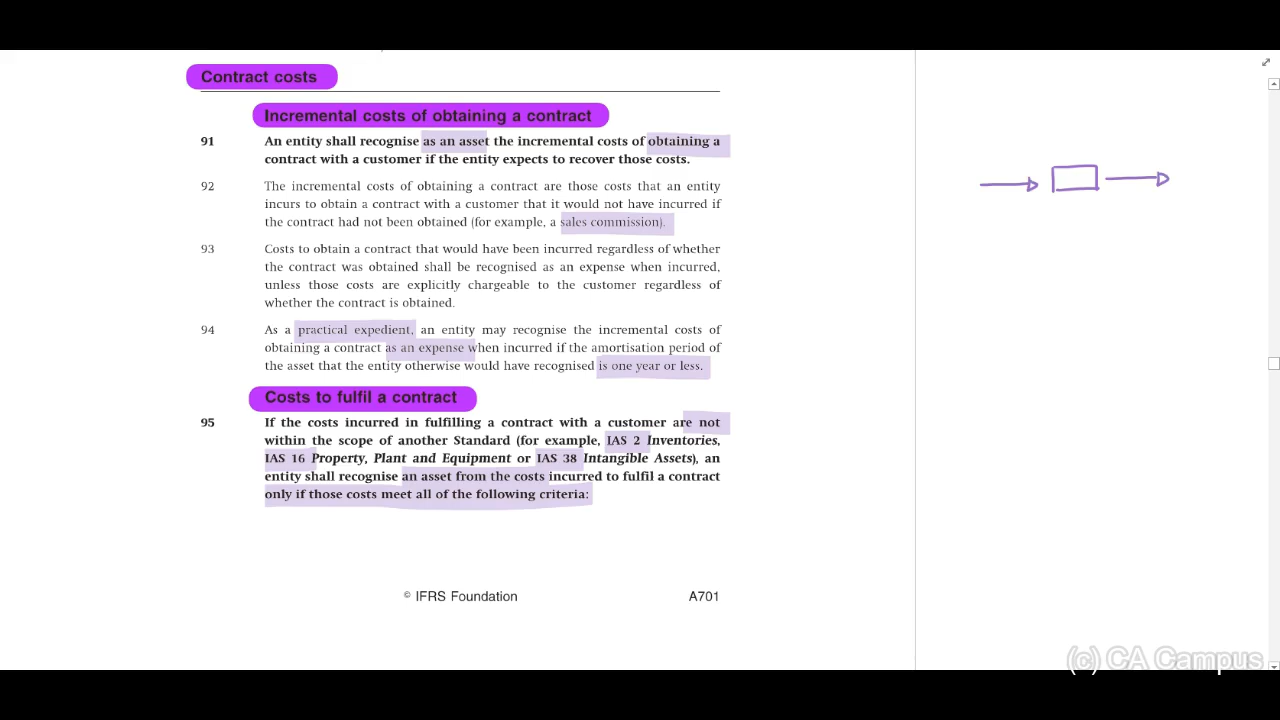 Contract costs
Incremental costs of obtaining a contract
91 An entity shall recognise as an asset the incremental costs of obtaining a
contract with a customer if the entity expects to recover those costs.
92 The incremental costs of obtaining a contract are those costs that an entity
incurs to obtain a contract with a customer that it would not have incurred if
the contract had not been obtained (for example, a sales commission).
93 Costs to obtain a contract that would have been incurred regardless of whether
the contract was obtained shall be recognised as an expense when incurred,
unless those costs are explicitly chargeable to the customer regardless of
whether the contract is obtained.
94 As a practical expedient, an entity may recognise the incremental costs of
obtaining a contract as an expense when incurred if the amortisation period of
the asset that the entity otherwise would have recognised is one year or less.
Costs to fulfil a contract
95 If the costs incurred in fulfilling a contract with a customer are not
within the scope of another Standard (for example, IAS 2 Inventories,
IAS 16 Property, Plant and Equipment or IAS 38 Intangible Assets), an
entity shall recognise an asset from the costs incurred to fulfil a contract
only if those costs meet all of the following criteria:
© IFRS Foundation A701
(c) CA Campus